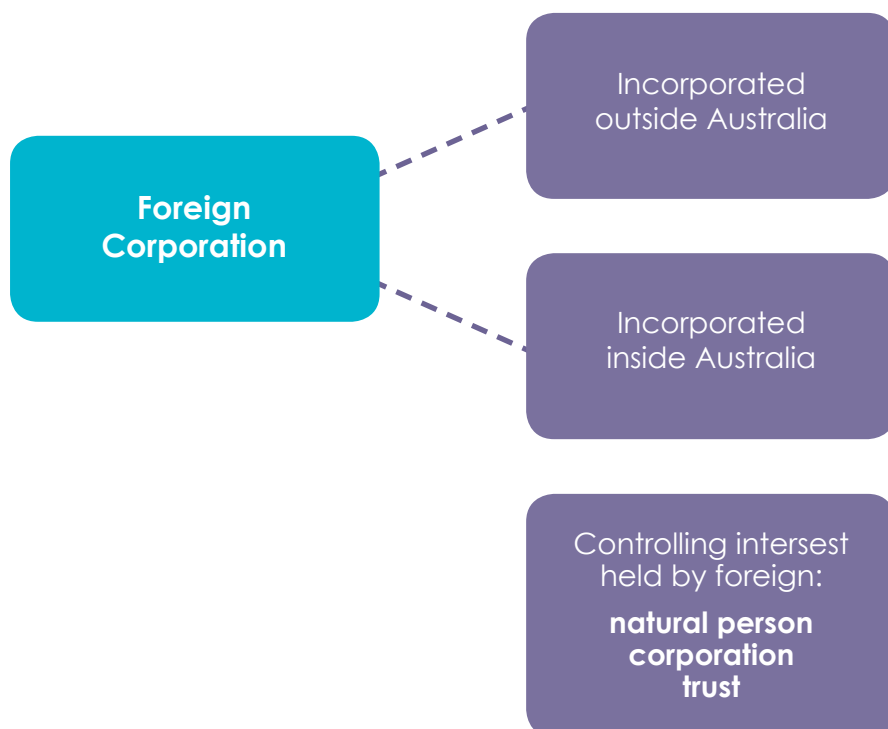 Foreign
Corporation
Incorporated
outside Australia
Incorporated
inside Australia
Controlling intersest
held by foreign:
natural person
corporation
trust